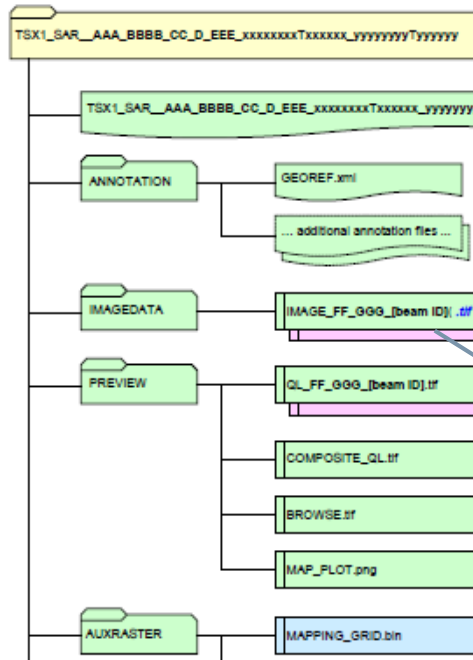 TSX1_SAR__AAA_BBBB_CC_D_EEE_xxxxxxxxTxxxxxx_yyyyyyyyTyyyyyy
TSX1_SAR__AAA_BBBB_CC_D_EEE_xxxxxxxxTxxxxxx_yyyyyyy
ANNOTATION
GEOREF.xml
... additional annotation files ...
IMAGEDATA
IMAGE_FF_GGG_[beam ID](.tif
PREVIEW
QL_FF_GGG_[beam ID].tif
COMPOSITE_QL.tif
BROWSE.tif
MAP_PLOT.png
AUXRASTER
MAPPING_GRID.bin